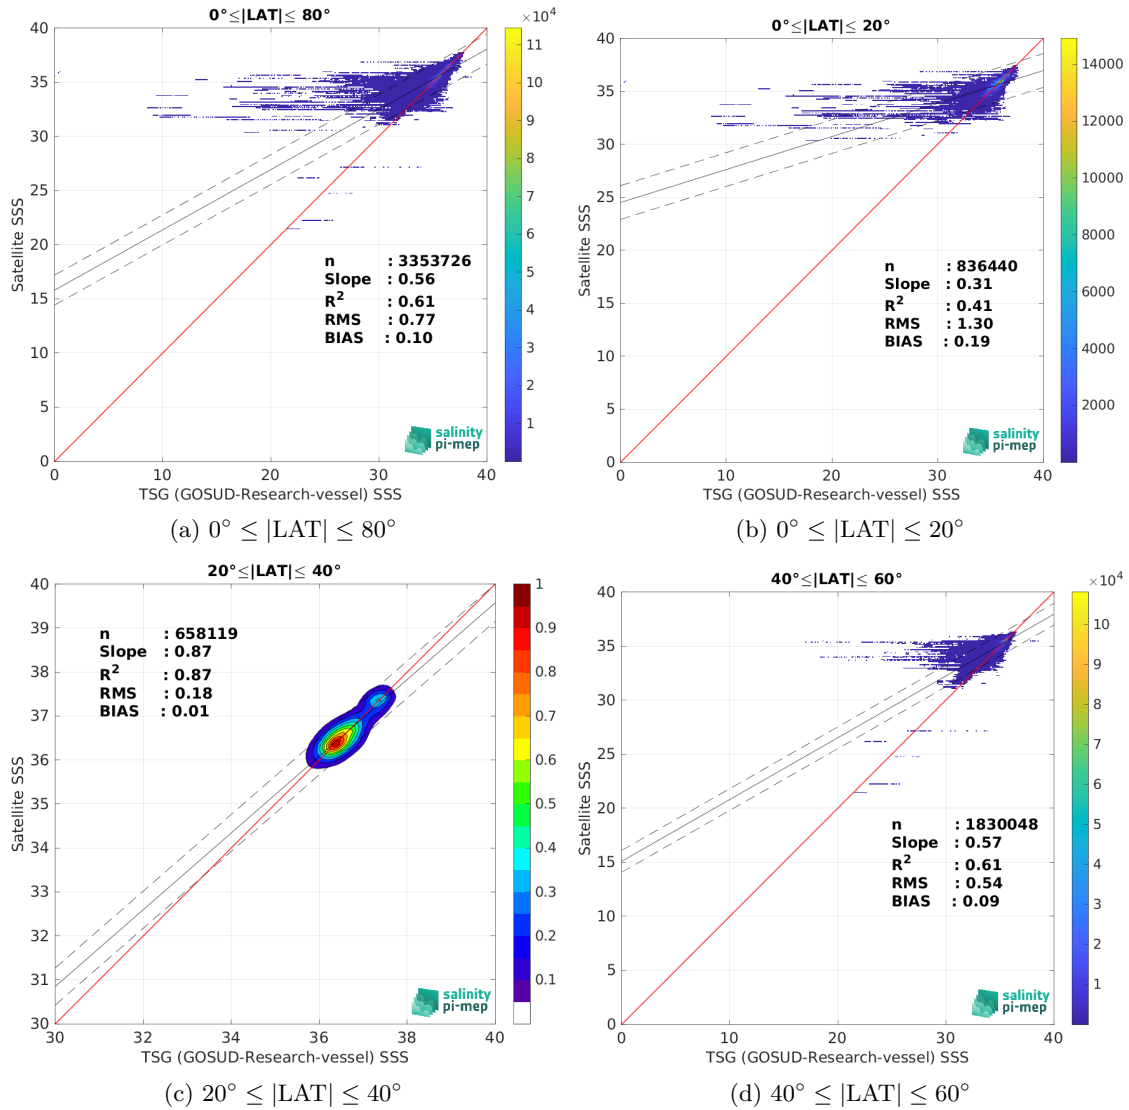 0°≤|LAT|≤ 80°
×10⁴
40
35
30
25
20
15
10
5
0
0
10
20
30
40
Satellite SSS
TSG (GOSUD-Research-vessel) SSS
n : 3353726
Slope : 0.56
R² : 0.61
RMS : 0.77
BIAS : 0.10
salinity
pi-mep
11
10
9
8
7
6
5
4
3
2
1
(a) 0° ≤ |LAT| ≤ 80°
0°≤|LAT|≤ 20°
40
35
30
25
20
15
10
5
0
0
10
20
30
40
Satellite SSS
TSG (GOSUD-Research-vessel) SSS
n : 836440
Slope : 0.31
R² : 0.41
RMS : 1.30
BIAS : 0.19
salinity
pi-mep
14000
12000
10000
8000
6000
4000
2000
(b) 0° ≤ |LAT| ≤ 20°
20°≤|LAT|≤ 40°
40
39
38
37
36
35
34
33
32
31
30
30
32
34
36
38
40
Satellite SSS
TSG (GOSUD-Research-vessel) SSS
n : 658119
Slope : 0.87
R² : 0.87
RMS : 0.18
BIAS : 0.01
salinity
pi-mep
1
0.9
0.8
0.7
0.6
0.5
0.4
0.3
0.2
0.1
(c) 20° ≤ |LAT| ≤ 40°
40°≤|LAT|≤ 60°
×10⁴
40
35
30
25
20
15
10
5
0
0
10
20
30
40
Satellite SSS
TSG (GOSUD-Research-vessel) SSS
n : 1830048
Slope : 0.57
R² : 0.61
RMS : 0.54
BIAS : 0.09
salinity
pi-mep
10
9
8
7
6
5
4
3
2
1
(d) 40° ≤ |LAT| ≤ 60°